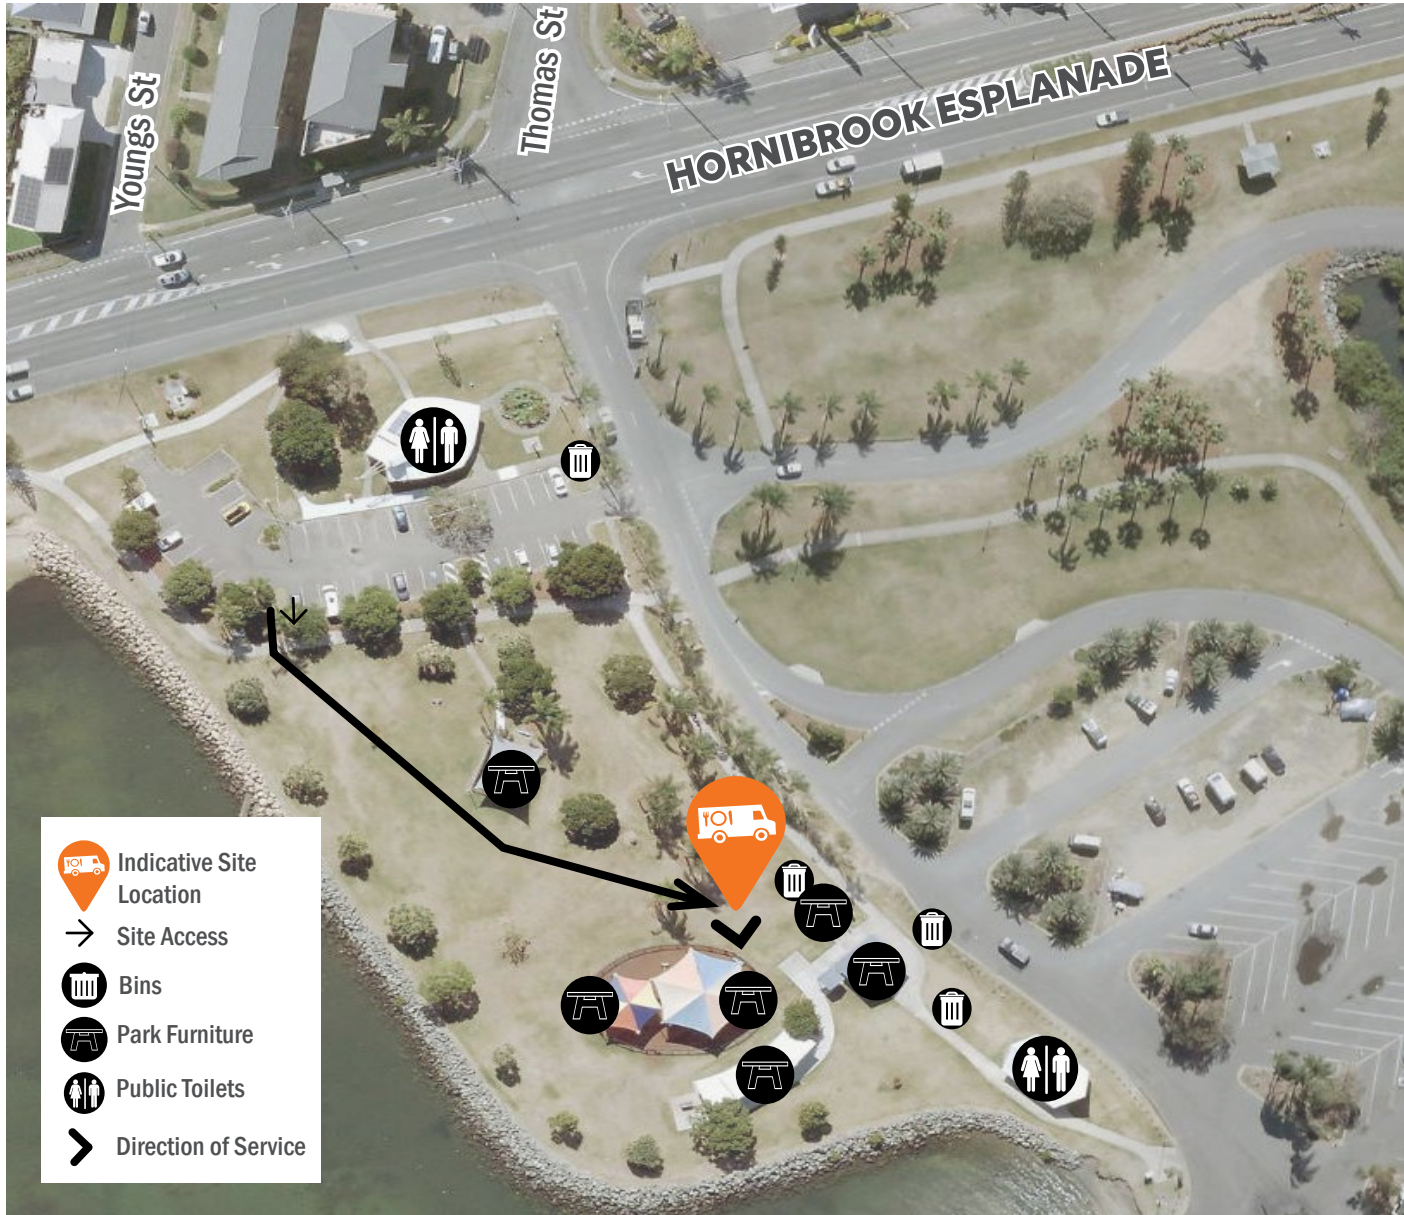 Youngs St
Thomas St
HORNIBROOK ESPLANADE
Indicative Site
Location
Site Access
Bins
Park Furniture
Public Toilets
Direction of Service